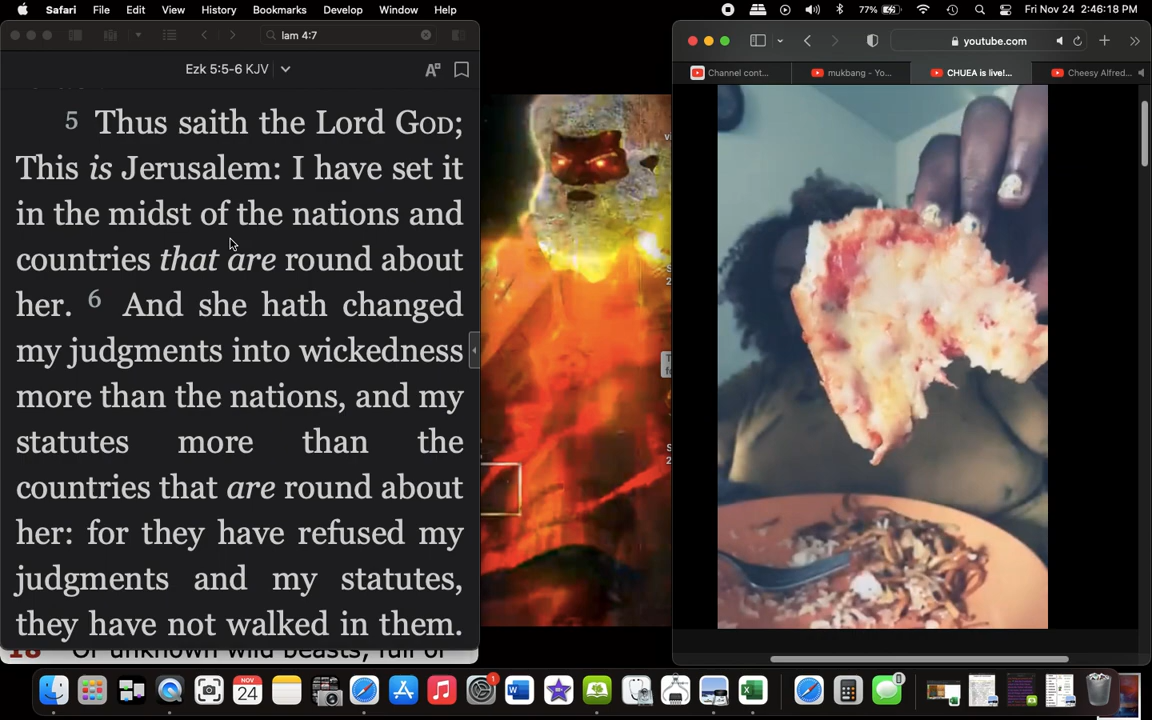 Safari File Edit View History Bookmarks Develop Window Help
77% Fri Nov 24 2:46:18 PM
lam 4:7
youtube.com
Ezk 5:5-6 KJV
Channel cont...
mukbang - Yo...
CHUEA is live!...
Cheesy Alfred...
5 Thus saith the Lord GOD;
This is Jerusalem: I have set it
in the midst of the nations and
countries that are round about
her. 6 And she hath changed
my judgments into wickedness
more than the nations, and my
statutes more than the
countries that are round about
her: for they have refused my
judgments and my statutes,
they have not walked in them.
18 Or unknown wild beasts, full of
NOV
24
1